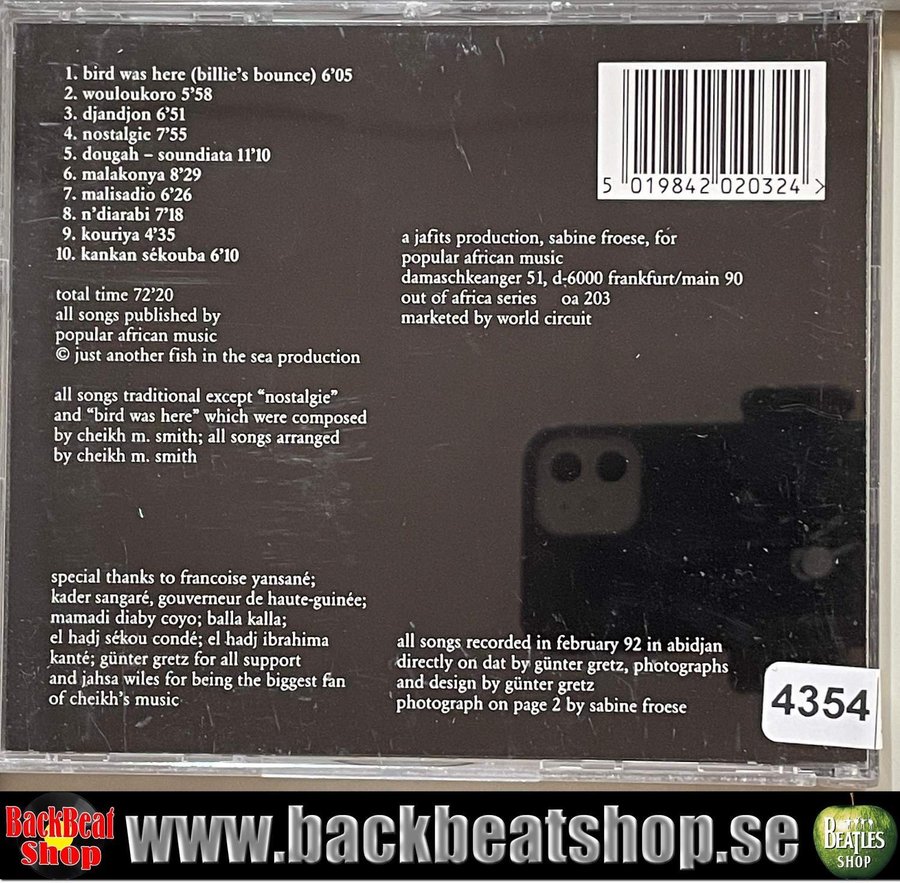 1. bird was here (billie's bounce) 6'05
2. wouloukoro 5'58
3. djandjon 6'51
4. nostalgie 7'55
5. dougah – soundiata 11'10
6. malakonya 8'29
7. malisadio 6'26
8. n'diarabi 7'18
9. kouriya 4'35
10. kankan sékouba 6'10
total time 72'20
all songs published by
popular african music
© just another fish in the sea production
all songs traditional except "nostalgie"
and "bird was here" which were composed
by cheikh m. smith; all songs arranged
by cheikh m. smith
special thanks to francoise yansané;
kader sangaré, gouverneur de haute-guinée;
mamadi diaby coyo; balla kalla;
el hadj sékou condé; el hadj ibrahima
kanté; günter gretz for all support
and jahsa wiles for being the biggest fan
of cheikh's music
5 019842 020324 >
a jafits production, sabine froese, for
popular african music
damaschkeanger 51, d-6000 frankfurt/main 90
out of africa series oa 203
marketed by world circuit
all songs recorded in february 92 in abidjan
directly on dat by günter gretz, photographs
and design by günter gretz
photograph on page 2 by sabine froese
4354
BackBeat
Shop
www.backbeatshop.se
BEATLES
SHOP